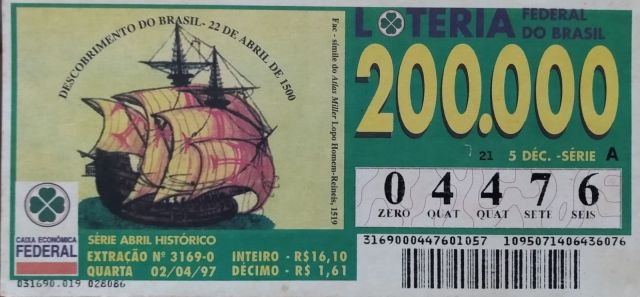 DESCOBRIMENTO DO BRASIL - 22 DE ABRIL DE 1500
Fac - símile do Atlas Miller Lopo Homem-Reineis, 1519
LOTERIA FEDERAL
DO BRASIL
200.000
21 5 DÉC. -SÉRIE A
0 4 4 7 6
ZERO QUAT QUAT SETE SEIS
3169000447601057 1095071406436076
CAIXA ECONÔMICA
FEDERAL
SÉRIE ABRIL HISTÓRICO
EXTRAÇÃO Nº 3169-0 INTEIRO - R$16,10
QUARTA 02/04/97 DÉCIMO - R$ 1,61
031690.019 028086